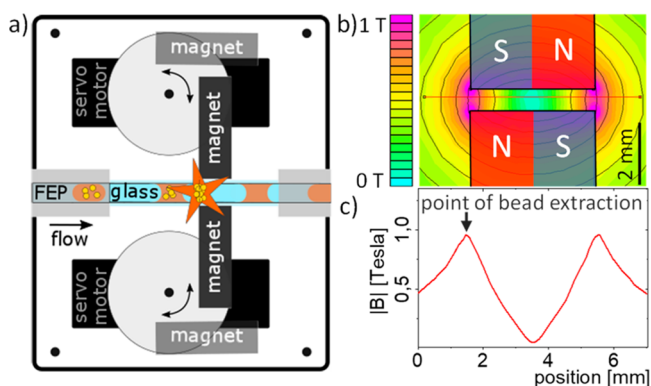 a)
magnet
servo
motor
magnet
FEP
glass
flow
magnet
servo
motor
magnet
b)
1 T
0 T
S
N
N
S
2 mm
c)
point of bead extraction
|B| [Tesla]
1,0
0,5
0
2
4
6
position [mm]